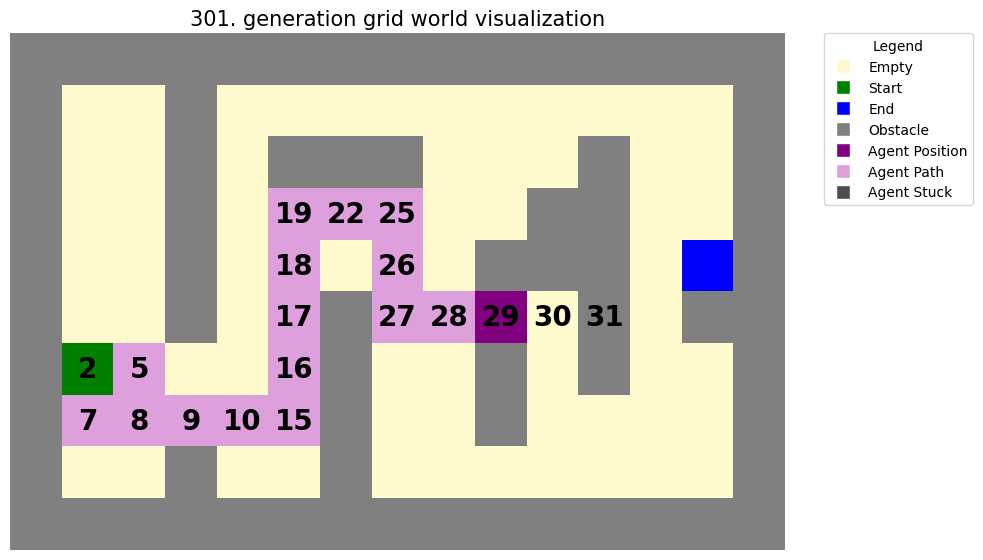 301. generation grid world visualization
Legend
Empty
Start
End
Obstacle
Agent Position
Agent Path
Agent Stuck
19 22 25
18 26
17 27 28 29 30 31
2 5 16
7 8 9 10 15